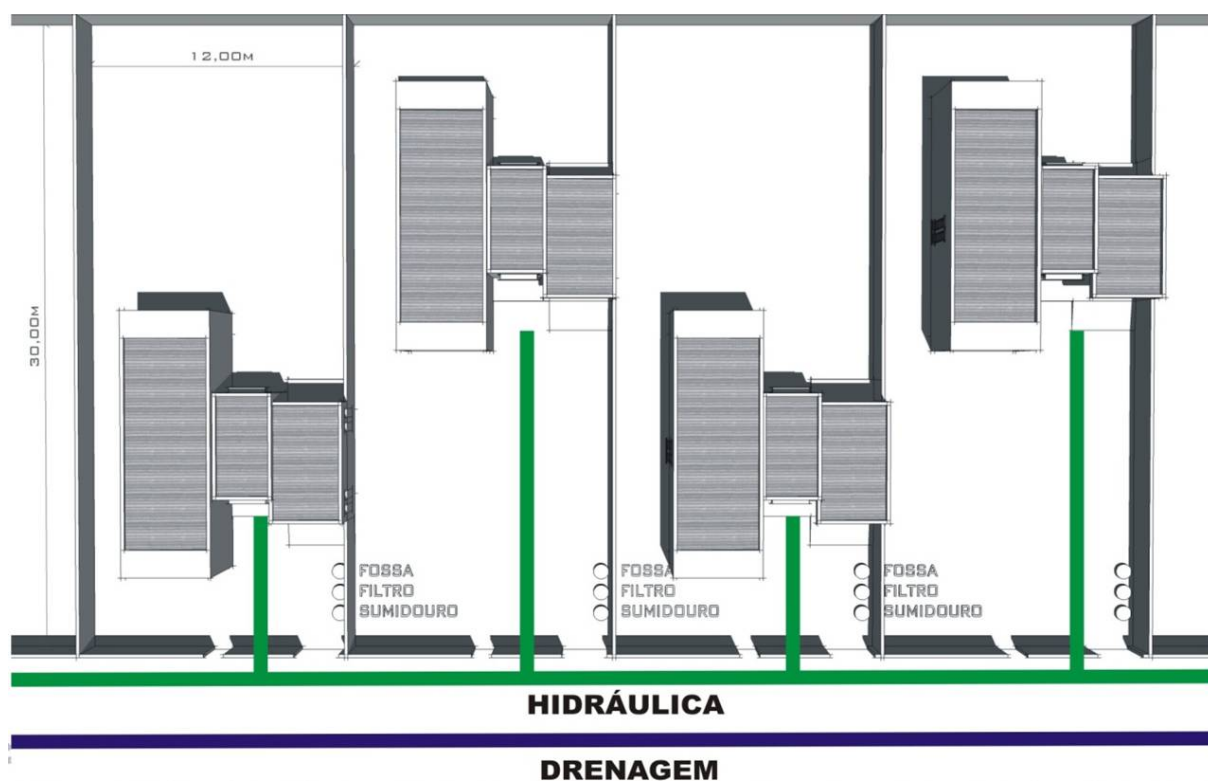 12,00M
30,00M
FOSSA
FILTRO
SUMIDOURO
FOSSA
FILTRO
SUMIDOURO
FOSSA
FILTRO
SUMIDOURO
HIDRÁULICA
DRENAGEM